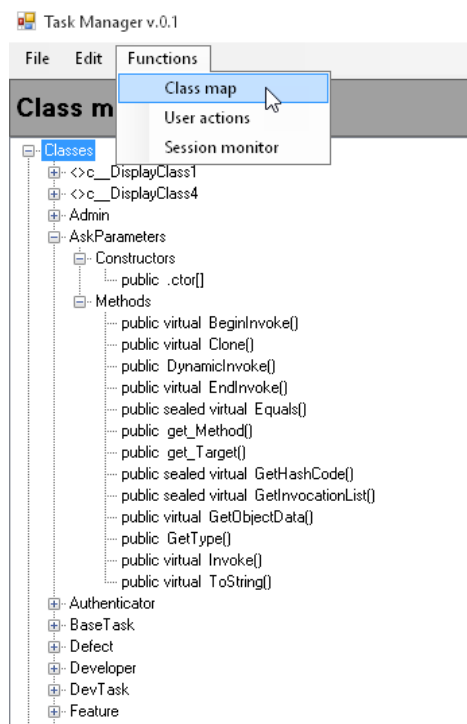 Task Manager v.0.1
File Edit Functions
Class map
User actions
Session monitor
Class m
Classes
<>c__DisplayClass1
<>c__DisplayClass4
Admin
AskParameters
Constructors
public .ctor[]
Methods
public virtual BeginInvoke()
public virtual Clone()
public DynamicInvoke()
public virtual EndInvoke()
public sealed virtual Equals()
public get_Method()
public get_Target()
public sealed virtual GetHashCode()
public sealed virtual GetInvocationList()
public virtual GetObjectData()
public GetType()
public virtual Invoke()
public virtual ToString()
Authenticator
BaseTask
Defect
Developer
DevTask
Feature